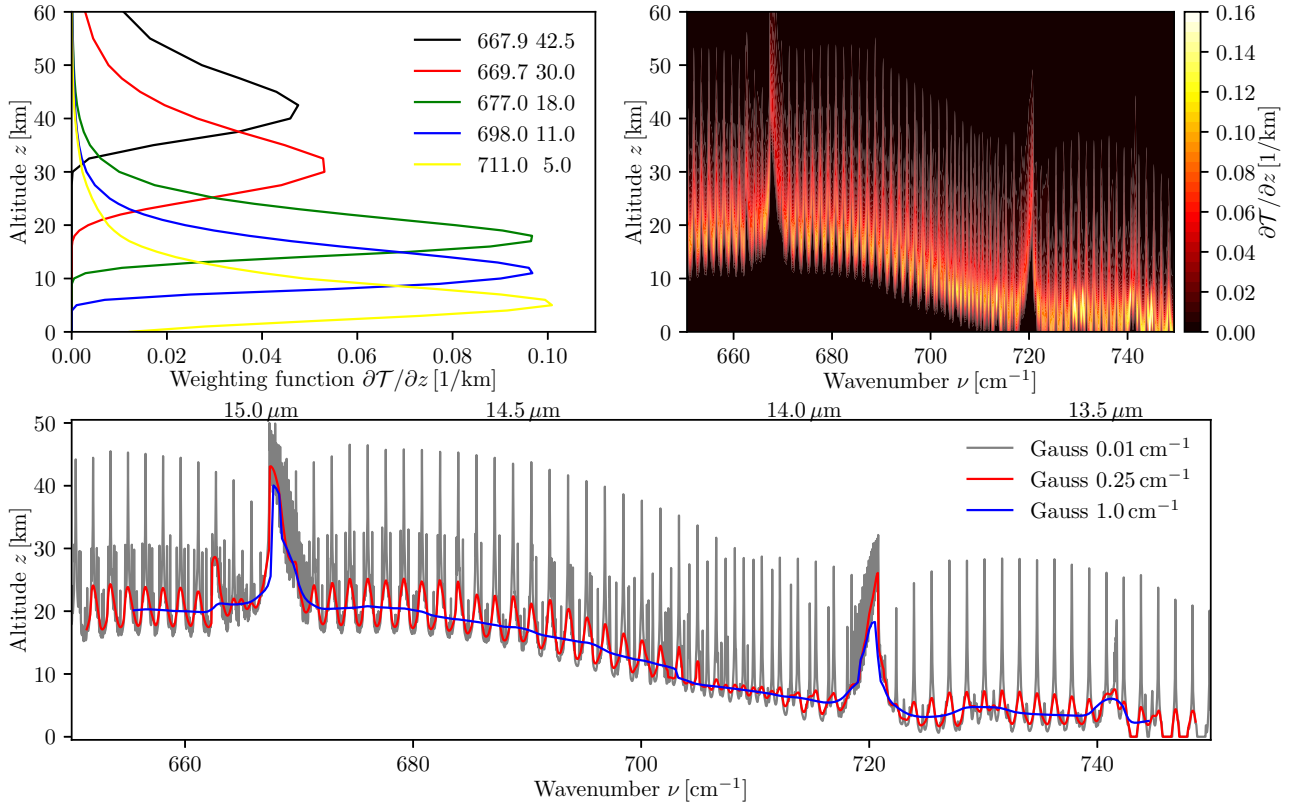 60
50
40
30
20
10
0
Altitude z [km]
667.9 42.5
669.7 30.0
677.0 18.0
698.0 11.0
711.0 5.0
0.00 0.02 0.04 0.06 0.08 0.10
Weighting function ∂𝒯/∂z [1/km]
60
50
40
30
20
10
0
Altitude z [km]
660 680 700 720 740
Wavenumber ν [cm⁻¹]
0.16
0.14
0.12
0.10
0.08
0.06
0.04
0.02
0.00
∂𝒯/∂z [1/km]
15.0 μm 14.5 μm 14.0 μm 13.5 μm
50
40
30
20
10
0
Altitude z [km]
Gauss 0.01 cm⁻¹
Gauss 0.25 cm⁻¹
Gauss 1.0 cm⁻¹
660 680 700 720 740
Wavenumber ν [cm⁻¹]